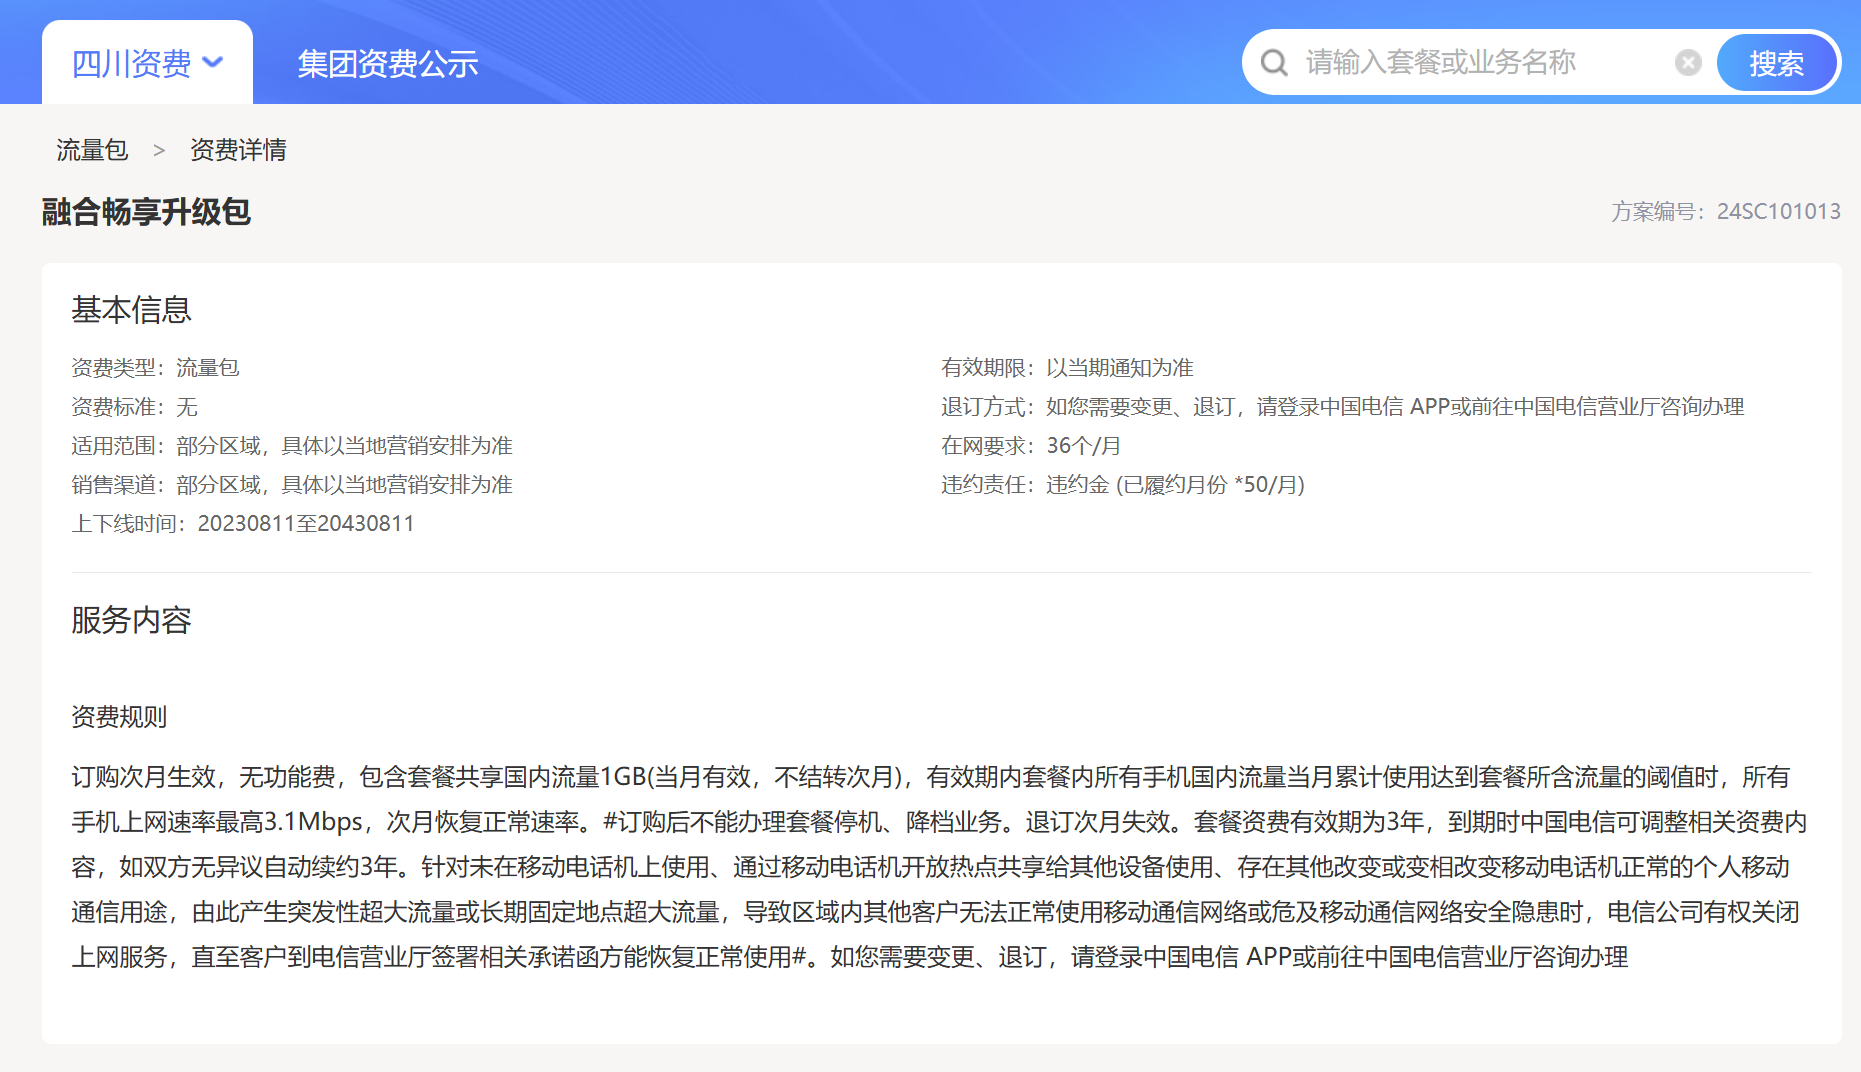 四川资费
集团资费公示
请输入套餐或业务名称
搜索
流量包 > 资费详情
融合畅享升级包
方案编号：24SC101013
基本信息
资费类型：流量包
有效期限：以当期通知为准
资费标准：无
退订方式：如您需要变更、退订，请登录中国电信 APP或前往中国电信营业厅咨询办理
适用范围：部分区域，具体以当地营销安排为准
在网要求：36个/月
销售渠道：部分区域，具体以当地营销安排为准
违约责任：违约金 (已履约月份 *50/月)
上下线时间：20230811至20430811
服务内容
资费规则
订购次月生效，无功能费，包含套餐共享国内流量1GB(当月有效，不结转次月)，有效期内套餐内所有手机国内流量当月累计使用达到套餐所含流量的阈值时，所有
手机上网速率最高3.1Mbps，次月恢复正常速率。#订购后不能办理套餐停机、降档业务。退订次月失效。套餐资费有效期为3年，到期时中国电信可调整相关资费内
容，如双方无异议自动续约3年。针对未在移动电话机上使用、通过移动电话机开放热点共享给其他设备使用、存在其他改变或变相改变移动电话机正常的个人移动
通信用途，由此产生突发性超大流量或长期固定地点超大流量，导致区域内其他客户无法正常使用移动通信网络或危及移动通信网络安全隐患时，电信公司有权关闭
上网服务，直至客户到电信营业厅签署相关承诺函方能恢复正常使用#。如您需要变更、退订，请登录中国电信 APP或前往中国电信营业厅咨询办理